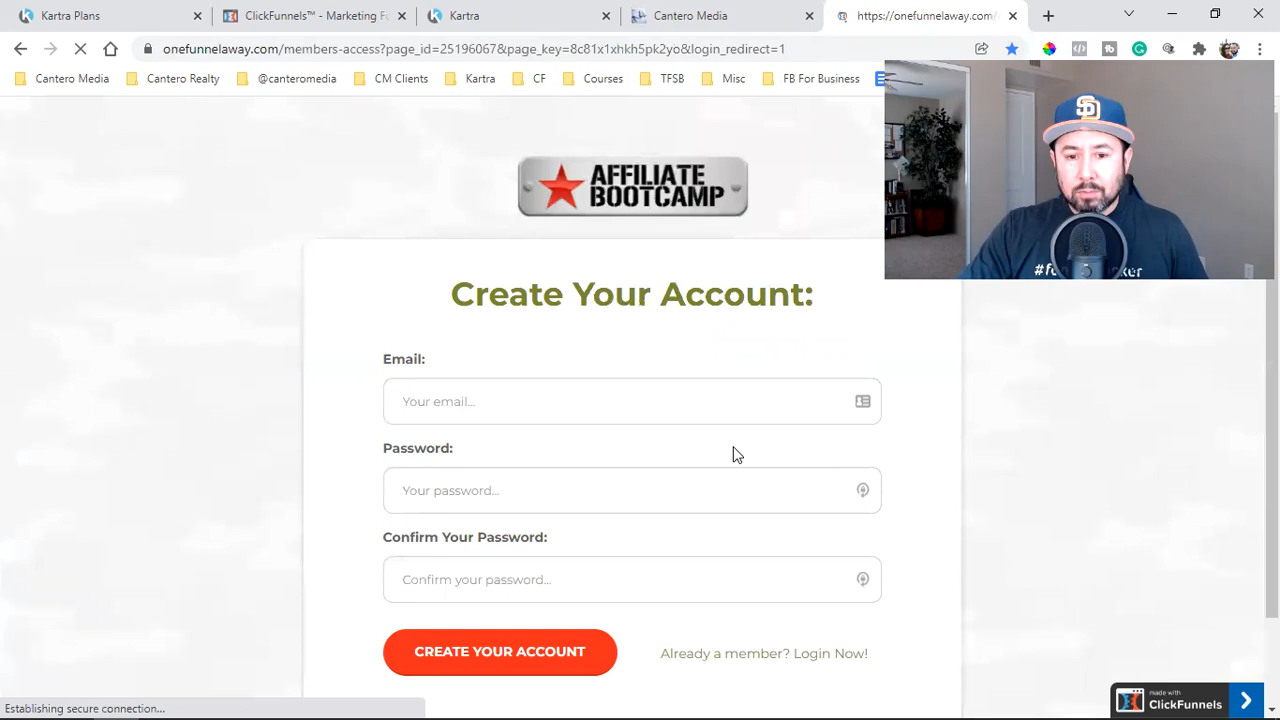 Kartra Plans
ClickFunnels™ - Marketing Fu
Kartra
Cantero Media
https://onefunnelaway.com/
onefunnelaway.com/members-access?page_id=25196067&page_key=8c81x1xhkh5pk2yo&login_redirect=1
Cantero Media
Cantero Realty
Canteromedia
CM Clients
Kartra
CF
Courses
TFSB
Misc
FB For Business
AFFILIATE
BOOTCAMP
Create Your Account:
Email:
Your email...
Password:
Your password...
Confirm Your Password:
Confirm your password...
CREATE YOUR ACCOUNT
Already a member? Login Now!
made with
ClickFunnels
Establishing secure connection...
SD